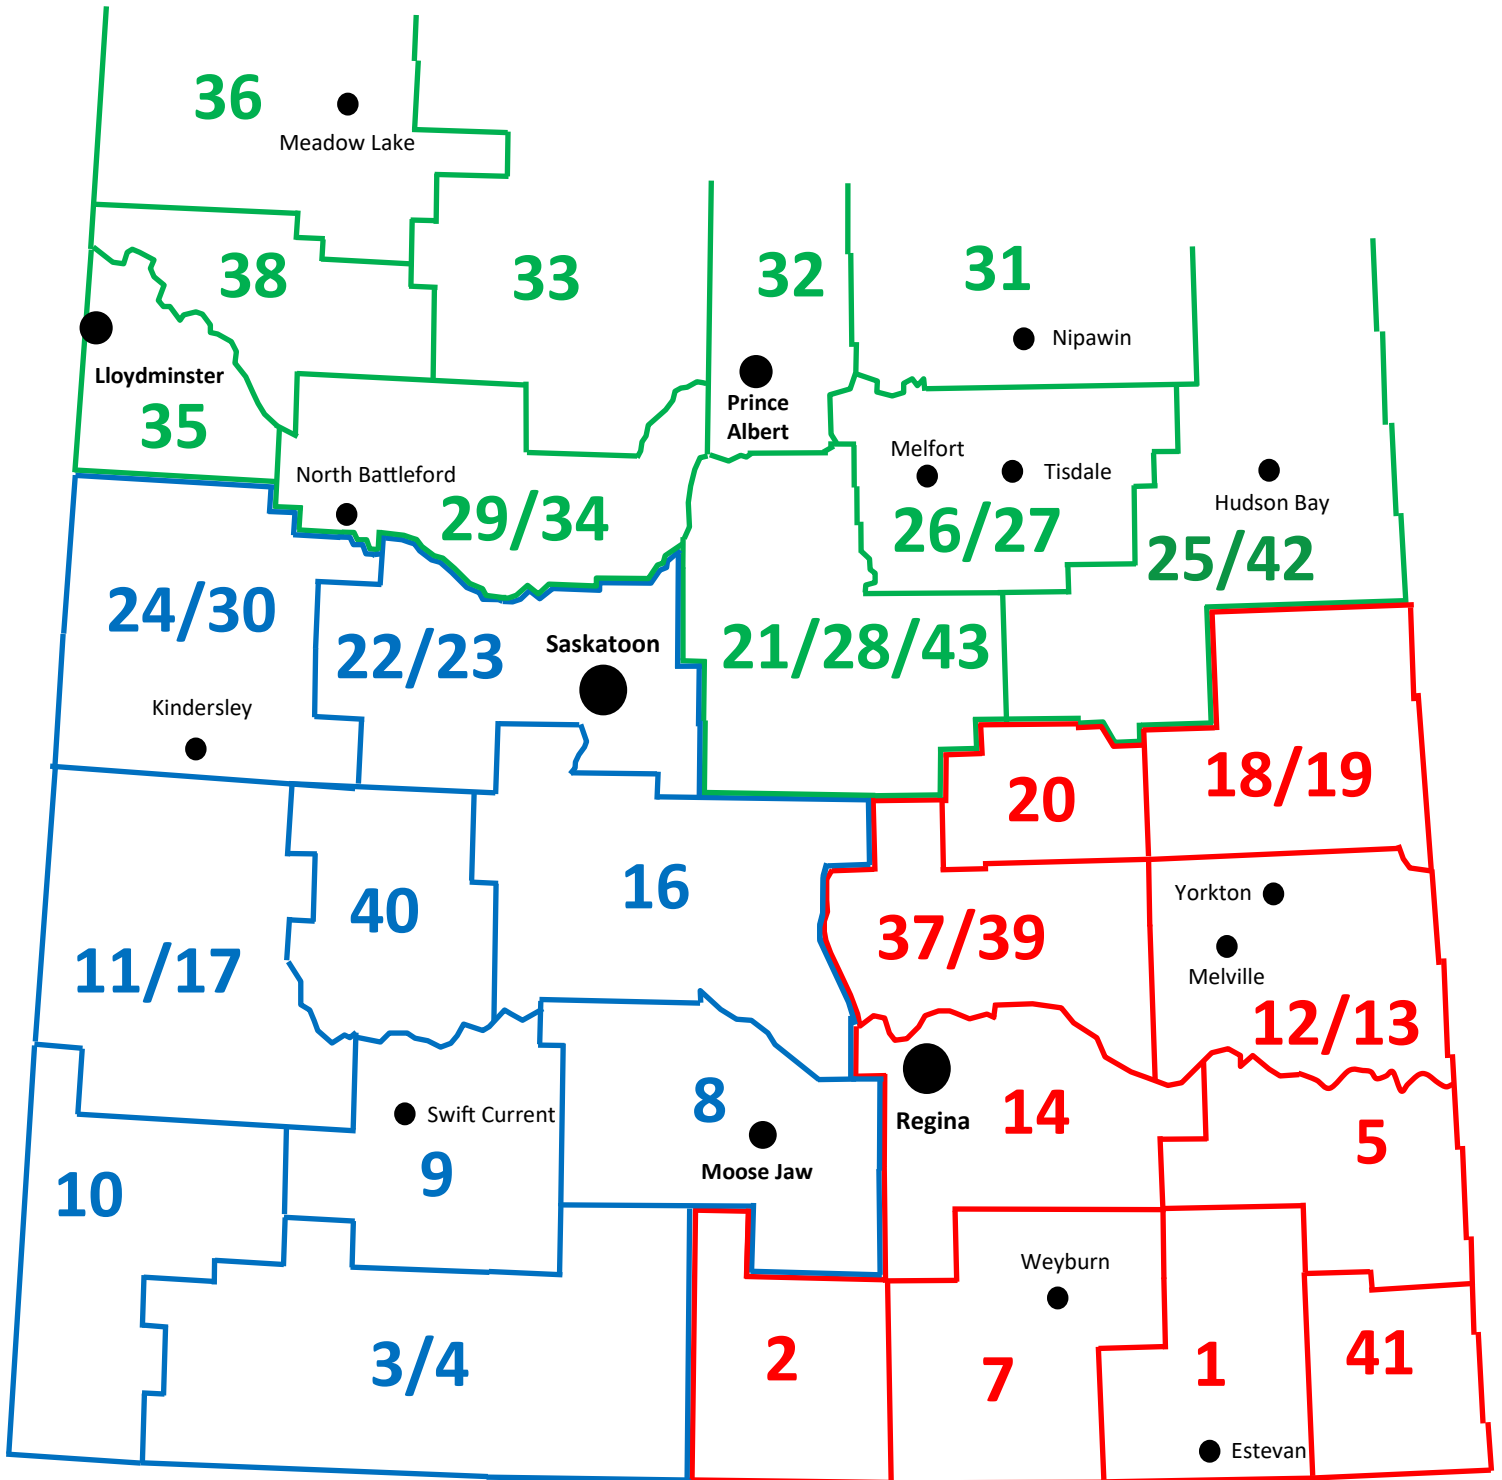 36
Meadow Lake
38
33
32
31
Nipawin
Lloydminster
35
Prince
Albert
North Battleford
29/34
Melfort
Tisdale
26/27
Hudson Bay
25/42
24/30
22/23
Saskatoon
21/28/43
Kindersley
20
18/19
11/17
40
16
37/39
Yorkton
Melville
12/13
Swift Current
9
8
Moose Jaw
Regina
14
5
10
3/4
2
Weyburn
7
1
41
Estevan